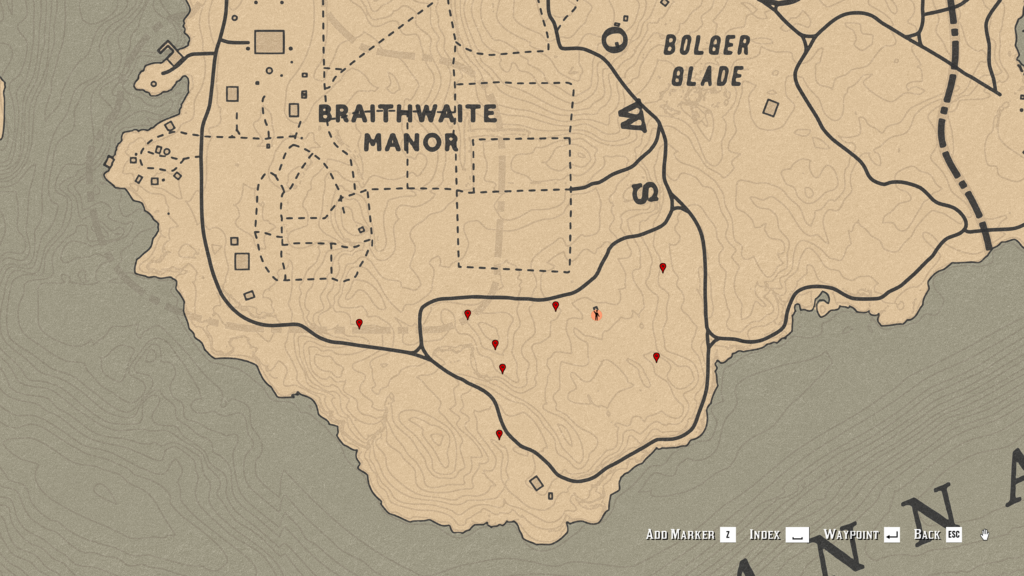 BOLGER
GLADE
BRAITHWAITE
MANOR
O
W
S
A N N A
Add Marker Z Index Waypoint Back ESC